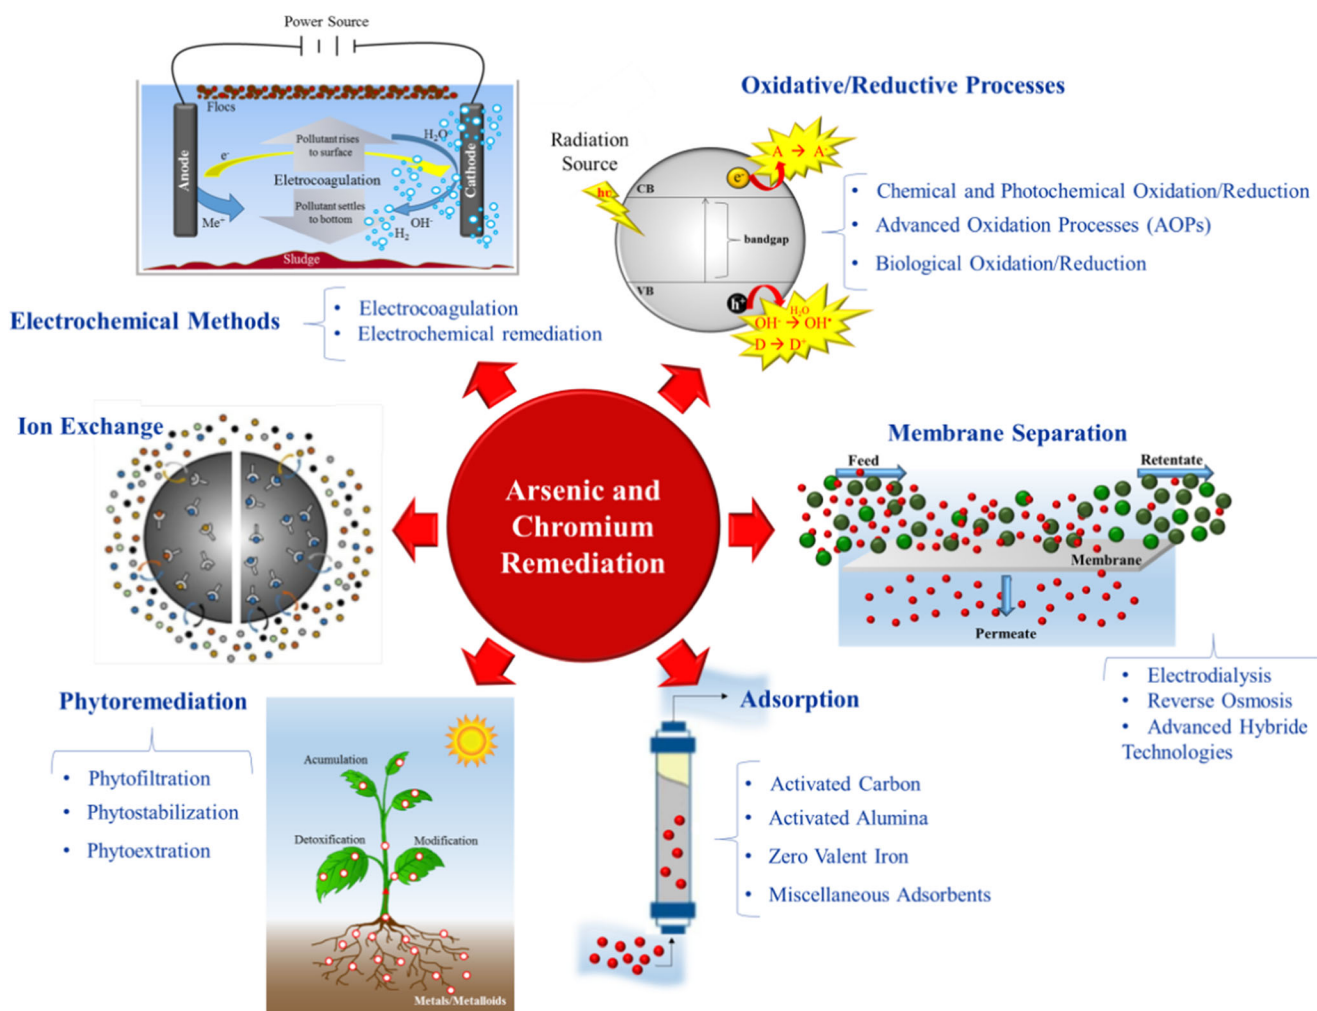 Power Source
Flocs
H₂O
Pollutant rises
to surface
e⁻
Anode
Eletrocoagulation
Cathode
Pollutant settles
to bottom
Me⁺
OH⁻
H₂
Sludge
Electrochemical Methods
• Electrocoagulation
• Electrochemical remediation
Oxidative/Reductive Processes
Radiation
Source
hν
CB
e⁻
A → A⁻
bandgap
VB
h⁺
H₂O
OH⁻ → OH•
D → D⁺
• Chemical and Photochemical Oxidation/Reduction
• Advanced Oxidation Processes (AOPs)
• Biological Oxidation/Reduction
Ion Exchange
Arsenic and
Chromium
Remediation
Membrane Separation
Feed
Retentate
Membrane
Permeate
• Electrodialysis
• Reverse Osmosis
• Advanced Hybride
Technologies
Phytoremediation
• Phytofiltration
• Phytostabilization
• Phytoextration
Acumulation
Detoxification
Modification
Metals/Metalloids
Adsorption
• Activated Carbon
• Activated Alumina
• Zero Valent Iron
• Miscellaneous Adsorbents